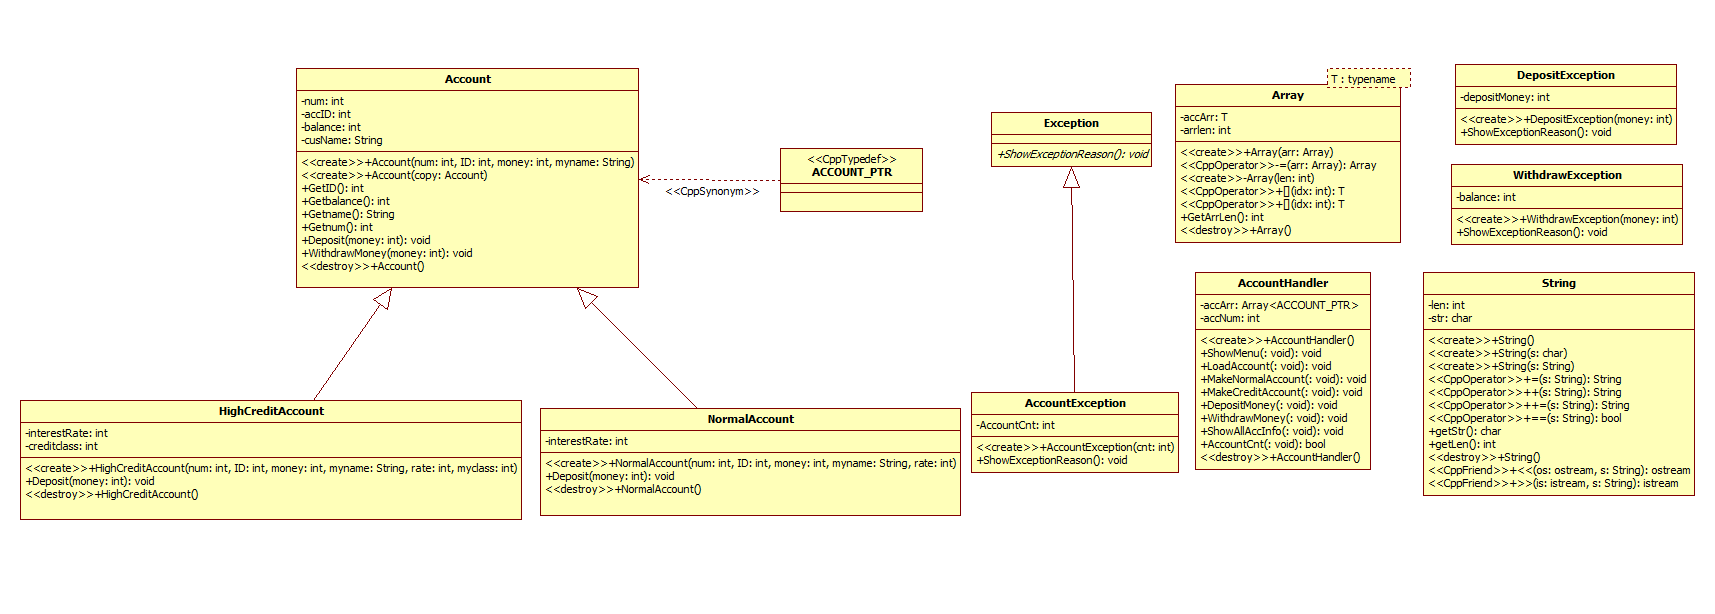 Account
-num: int
-accID: int
-balance: int
-cusName: String
<<create>>+Account(num: int, ID: int, money: int, myname: String)
<<create>>+Account(copy: Account)
+GetID(): int
+Getbalance(): int
+Getname(): String
+Getnum(): int
+Deposit(money: int): void
+WithdrawMoney(money: int): void
<<destroy>>+Account()
<<CppSynonym>>
<<CppTypedef>>
ACCOUNT_PTR
HighCreditAccount
-interestRate: int
-creditclass: int
<<create>>+HighCreditAccount(num: int, ID: int, money: int, myname: String, rate: int, myclass: int)
+Deposit(money: int): void
<<destroy>>+HighCreditAccount()
NormalAccount
-interestRate: int
<<create>>+NormalAccount(num: int, ID: int, money: int, myname: String, rate: int)
+Deposit(money: int): void
<<destroy>>+NormalAccount()
Exception
+ShowExceptionReason(): void
AccountException
-AccountCnt: int
<<create>>+AccountException(cnt: int)
+ShowExceptionReason(): void
T : typename
Array
-accArr: T
-arrlen: int
<<create>>+Array(arr: Array)
<<CppOperator>>-=(arr: Array): Array
<<create>>-Array(len: int)
<<CppOperator>>+[](idx: int): T
<<CppOperator>>+[](idx: int): T
+GetArrLen(): int
<<destroy>>+Array()
AccountHandler
-accArr: Array<ACCOUNT_PTR>
-accNum: int
<<create>>+AccountHandler()
+ShowMenu(: void): void
+LoadAccount(: void): void
+MakeNormalAccount(: void): void
+MakeCreditAccount(: void): void
+DepositMoney(: void): void
+WithdrawMoney(: void): void
+ShowAllAccInfo(: void): void
+AccountCnt(: void): bool
<<destroy>>+AccountHandler()
DepositException
-depositMoney: int
<<create>>+DepositException(money: int)
+ShowExceptionReason(): void
WithdrawException
-balance: int
<<create>>+WithdrawException(money: int)
+ShowExceptionReason(): void
String
-len: int
-str: char
<<create>>+String()
<<create>>+String(s: char)
<<create>>+String(s: String)
<<CppOperator>>+=(s: String): String
<<CppOperator>>++(s: String): String
<<CppOperator>>++=(s: String): String
<<CppOperator>>+==(s: String): bool
+getStr(): char
+getLen(): int
<<destroy>>+String()
<<CppFriend>>+<<(os: ostream, s: String): ostream
<<CppFriend>>+>>(is: istream, s: String): istream